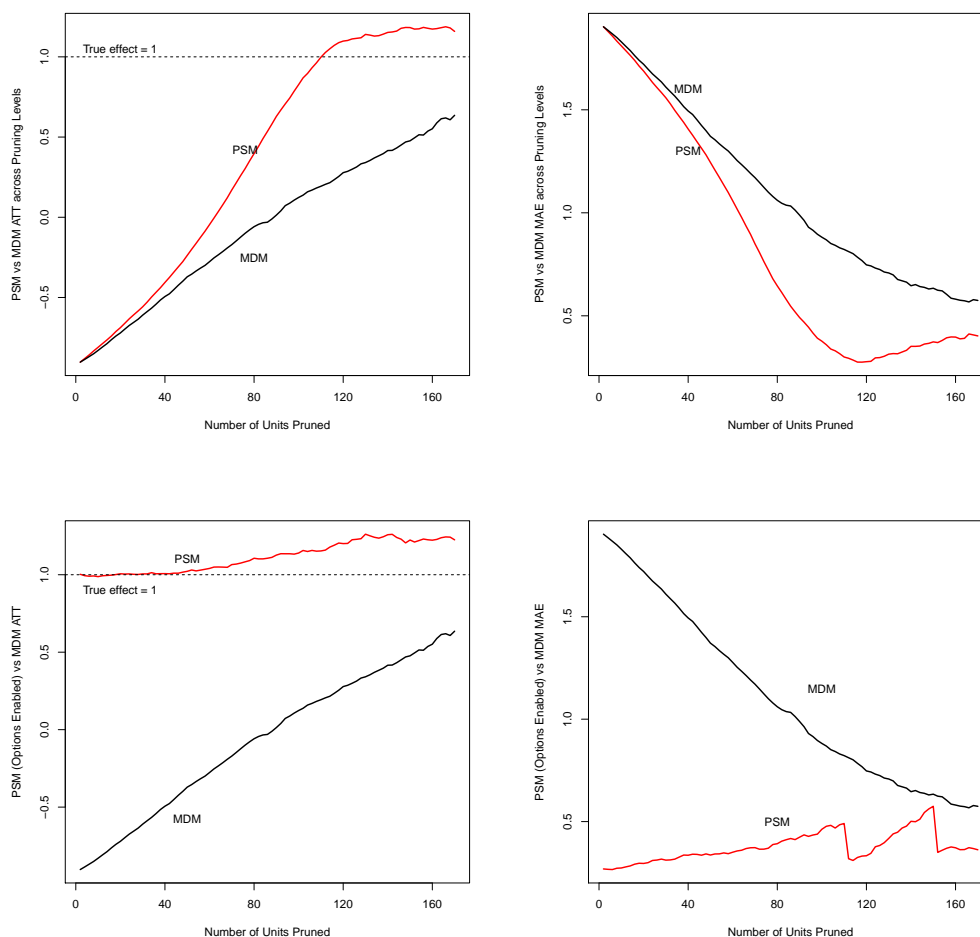 PSM vs MDM ATT across Pruning Levels
1.0
0.5
0.0
−0.5
True effect = 1
PSM
MDM
0
40
80
120
160
Number of Units Pruned
PSM vs MDM MAE across Pruning Levels
1.5
1.0
0.5
MDM
PSM
0
40
80
120
160
Number of Units Pruned
PSM (Options Enabled) vs MDM ATT
1.0
0.5
0.0
−0.5
PSM
True effect = 1
MDM
0
40
80
120
160
Number of Units Pruned
PSM (Options Enabled) vs MDM MAE
1.5
1.0
0.5
MDM
PSM
0
40
80
120
160
Number of Units Pruned